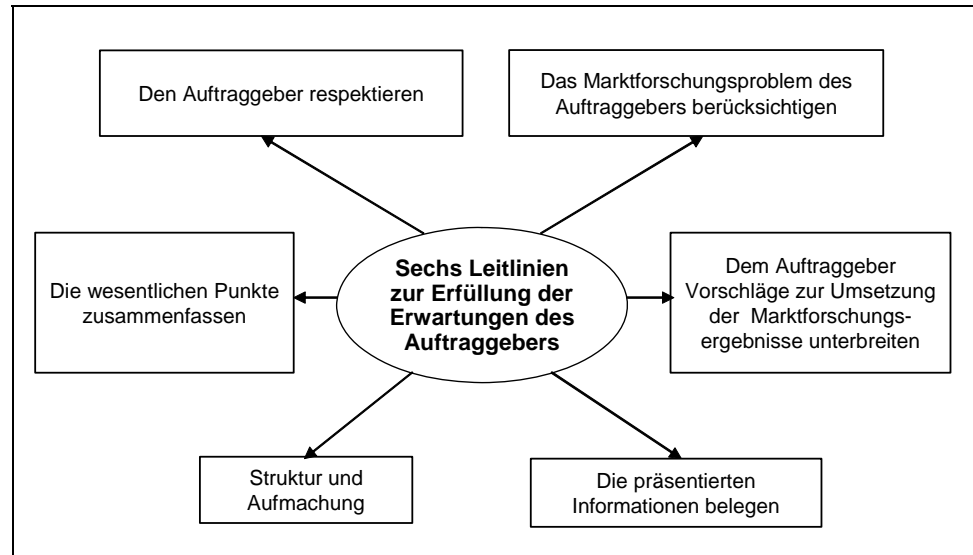 Den Auftraggeber respektieren
Das Marktforschungsproblem des
Auftraggebers berücksichtigen
Die wesentlichen Punkte
zusammenfassen
Sechs Leitlinien
zur Erfüllung der
Erwartungen des
Auftraggebers
Dem Auftraggeber
Vorschläge zur Umsetzung
der Marktforschungs-
ergebnisse unterbreiten
Struktur und
Aufmachung
Die präsentierten
Informationen belegen